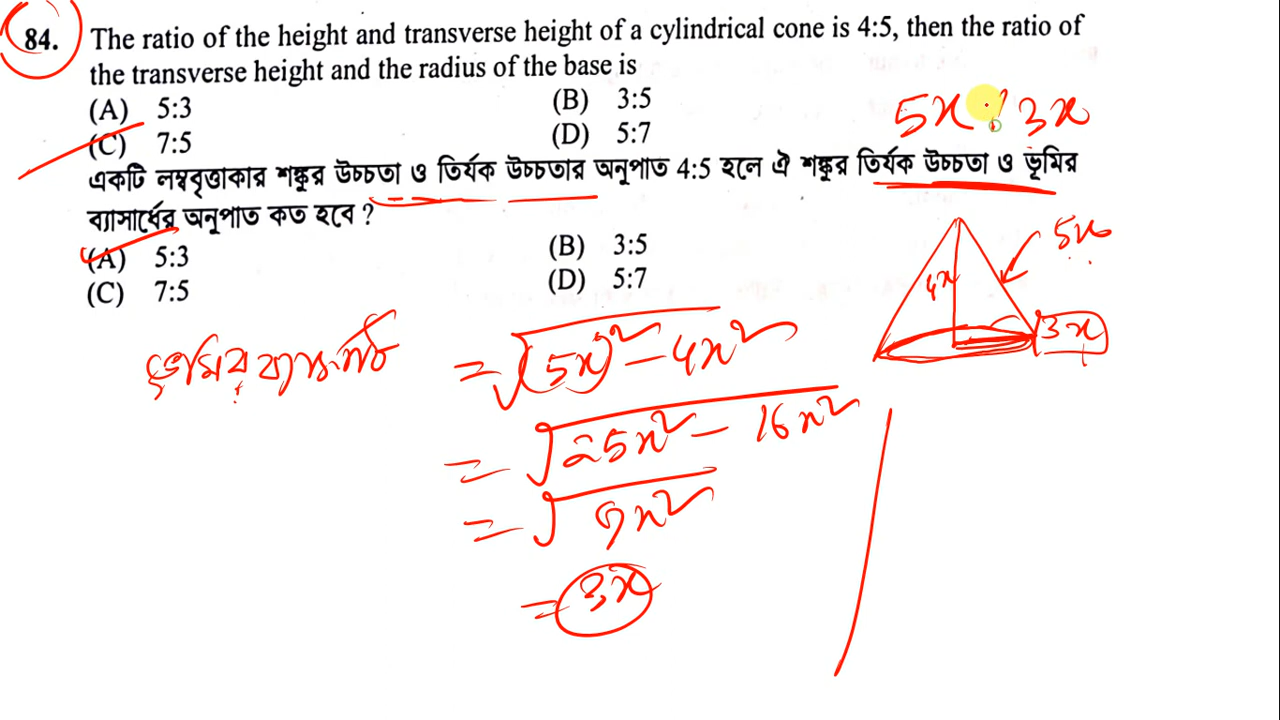 84. The ratio of the height and transverse height of a cylindrical cone is 4:5, then the ratio of
the transverse height and the radius of the base is
(A) 5:3 (B) 3:5
(C) 7:5 (D) 5:7
5x : 3x
একটি লম্ববৃত্তাকার শঙ্কুর উচ্চতা ও তির্যক উচ্চতার অনুপাত 4:5 হলে ঐ শঙ্কুর তির্যক উচ্চতা ও ভূমির
ব্যাসার্ধের অনুপাত কত হবে ?
(A) 5:3 (B) 3:5
(C) 7:5 (D) 5:7
5x
4x
3x
ভূমির ব্যাসার্ধ = √(5x)² - 4x²
= √25x² - 16x²
= √9x²
= 3x